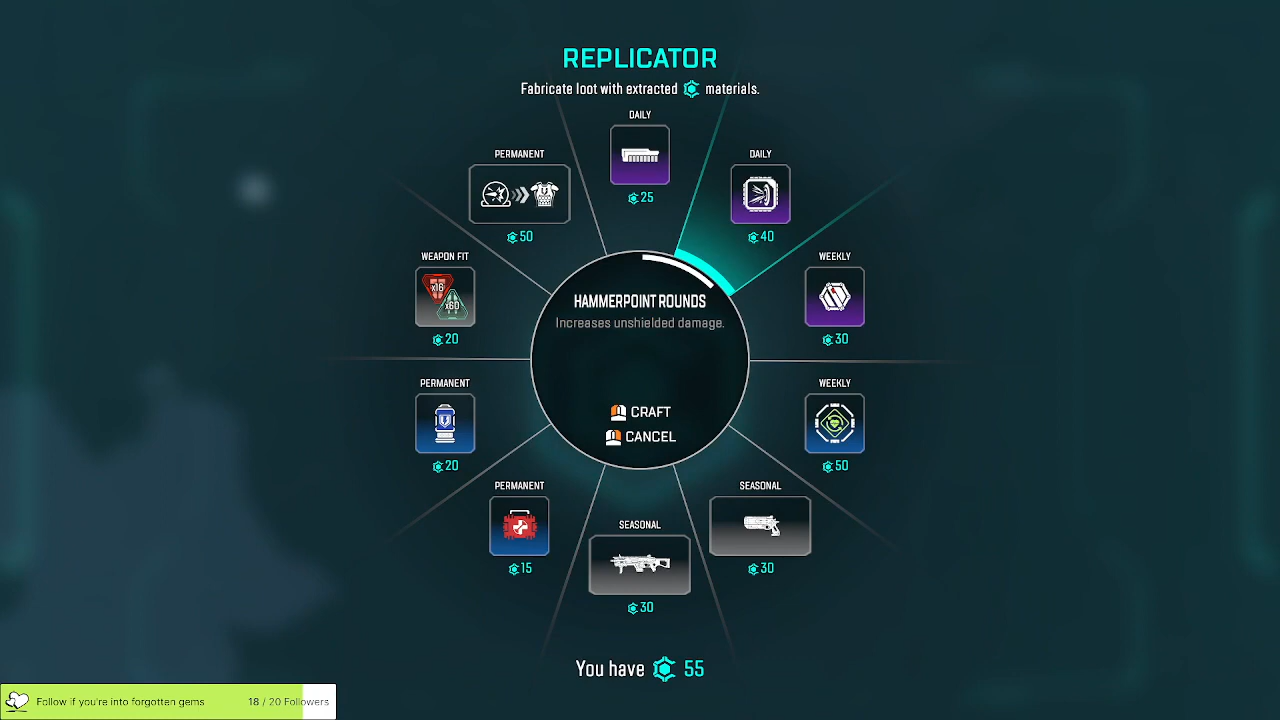 REPLICATOR
Fabricate loot with extracted materials.
DAILY
25
PERMANENT
50
DAILY
40
WEAPON FIT
x16
x60
20
WEEKLY
30
HAMMERPOINT ROUNDS
Increases unshielded damage.
CRAFT
CANCEL
PERMANENT
20
WEEKLY
50
PERMANENT
15
SEASONAL
30
SEASONAL
30
You have 55
Follow if you're into forgotten gems 18 / 20 Followers